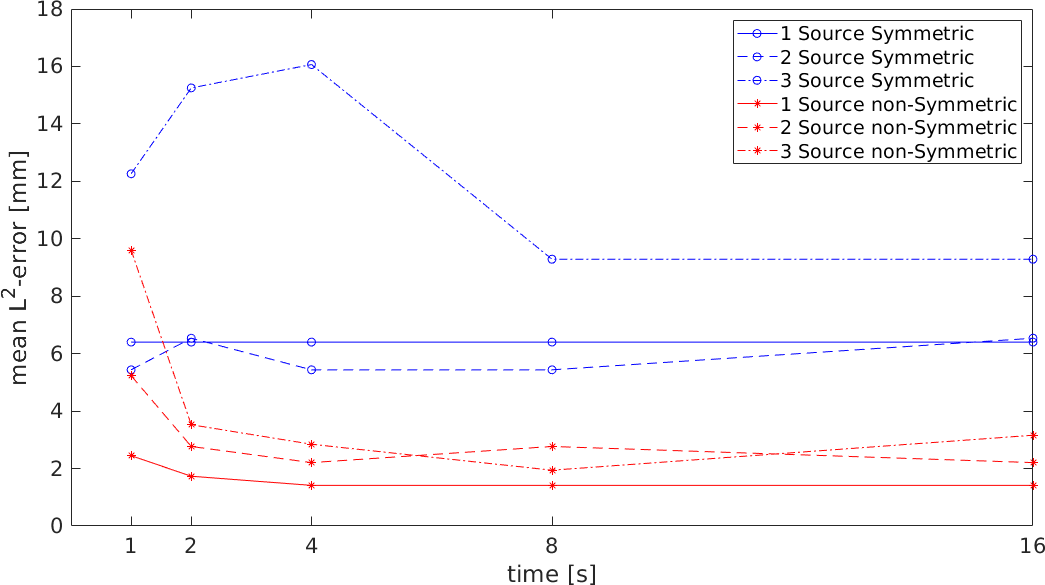 18
16
14
12
10
8
6
4
2
0
mean L²-error [mm]
1 Source Symmetric
2 Source Symmetric
3 Source Symmetric
1 Source non-Symmetric
2 Source non-Symmetric
3 Source non-Symmetric
1 2 4 8 16
time [s]